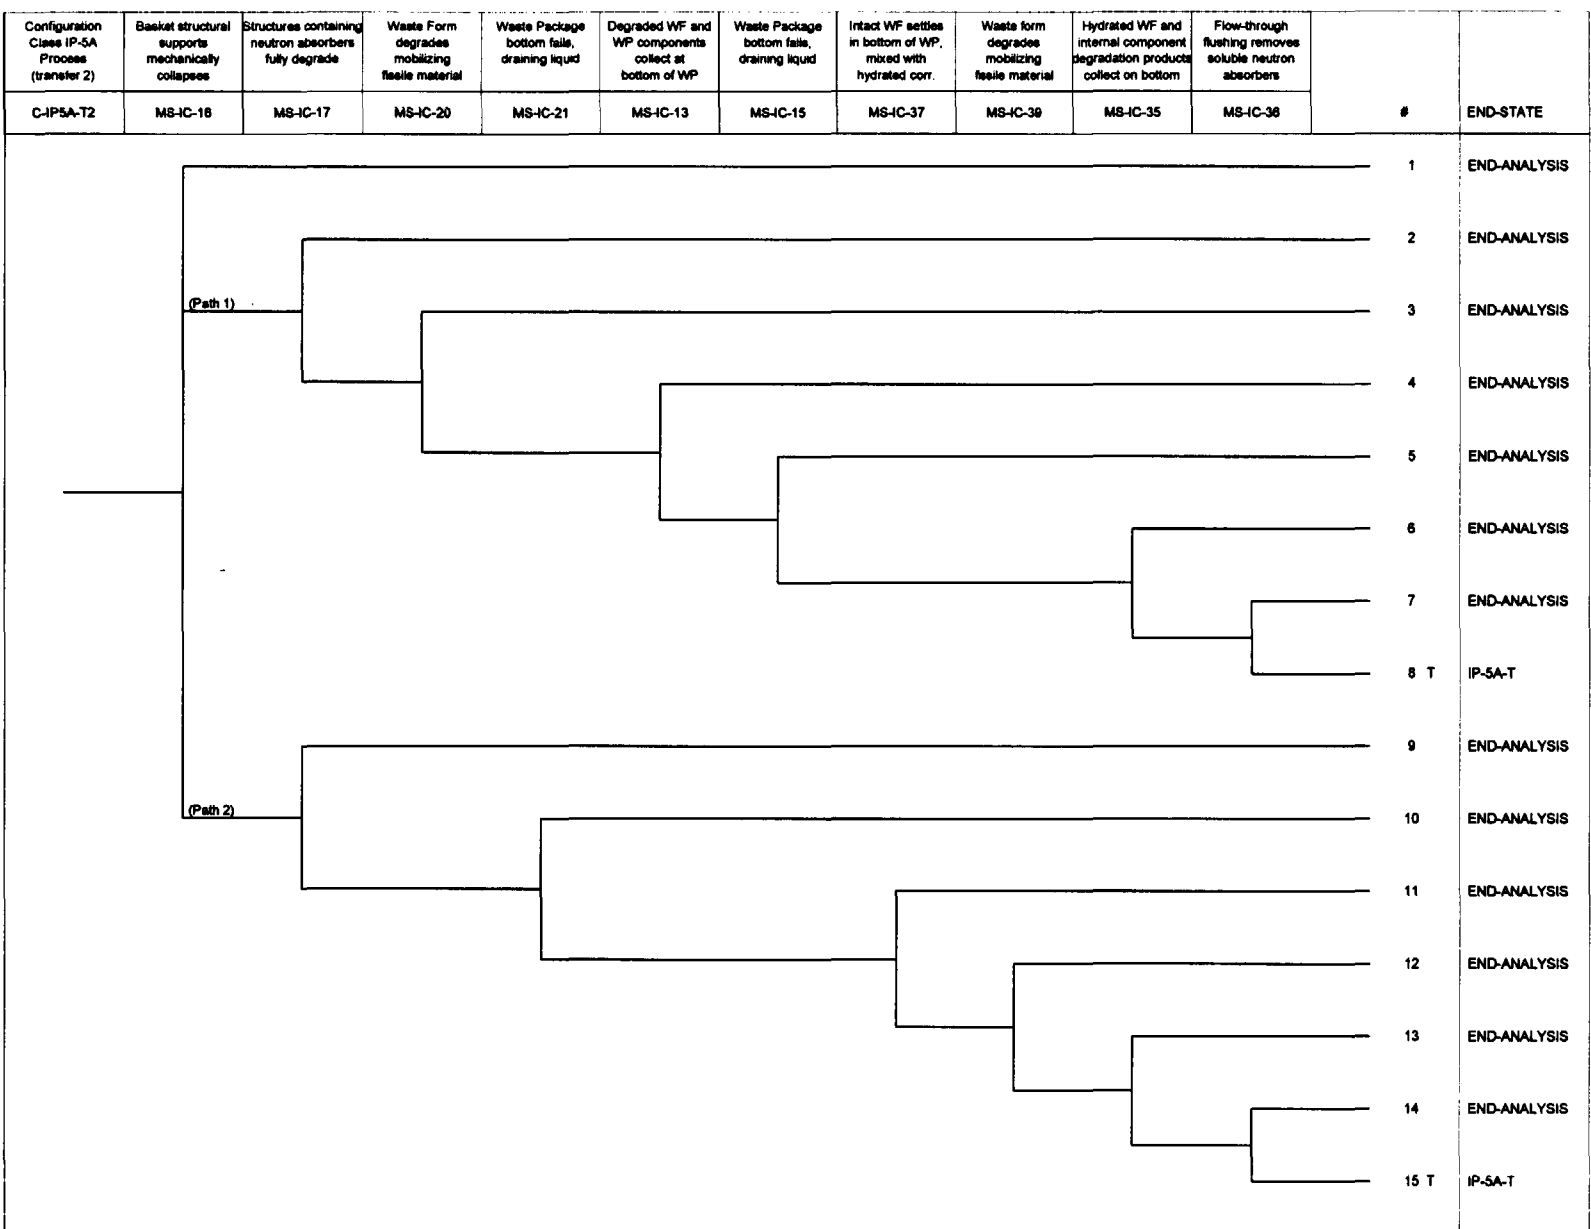 Configuration
Class IP-5A
Process
(transfer 2)
Basket structural
supports
mechanically
collapses
Structures containing
neutron absorbers
fully degrade
Waste Form
degrades
mobilizing
fissile material
Waste Package
bottom fails,
draining liquid
Degraded WF and
WP components
collect at
bottom of WP
Waste Package
bottom fails,
draining liquid
Intact WF settles
in bottom of WP,
mixed with
hydrated corr.
Waste form
degrades
mobilizing
fissile material
Hydrated WF and
internal component
degradation products
collect on bottom
Flow-through
flushing removes
soluble neutron
absorbers
C-IP5A-T2 MS-IC-16 MS-IC-17 MS-IC-20 MS-IC-21 MS-IC-13 MS-IC-15 MS-IC-37 MS-IC-39 MS-IC-35 MS-IC-36 # END-STATE
1 END-ANALYSIS
2 END-ANALYSIS
(Path 1)
3 END-ANALYSIS
4 END-ANALYSIS
5 END-ANALYSIS
6 END-ANALYSIS
7 END-ANALYSIS
8 T IP-5A-T
9 END-ANALYSIS
(Path 2)
10 END-ANALYSIS
11 END-ANALYSIS
12 END-ANALYSIS
13 END-ANALYSIS
14 END-ANALYSIS
15 T IP-5A-T